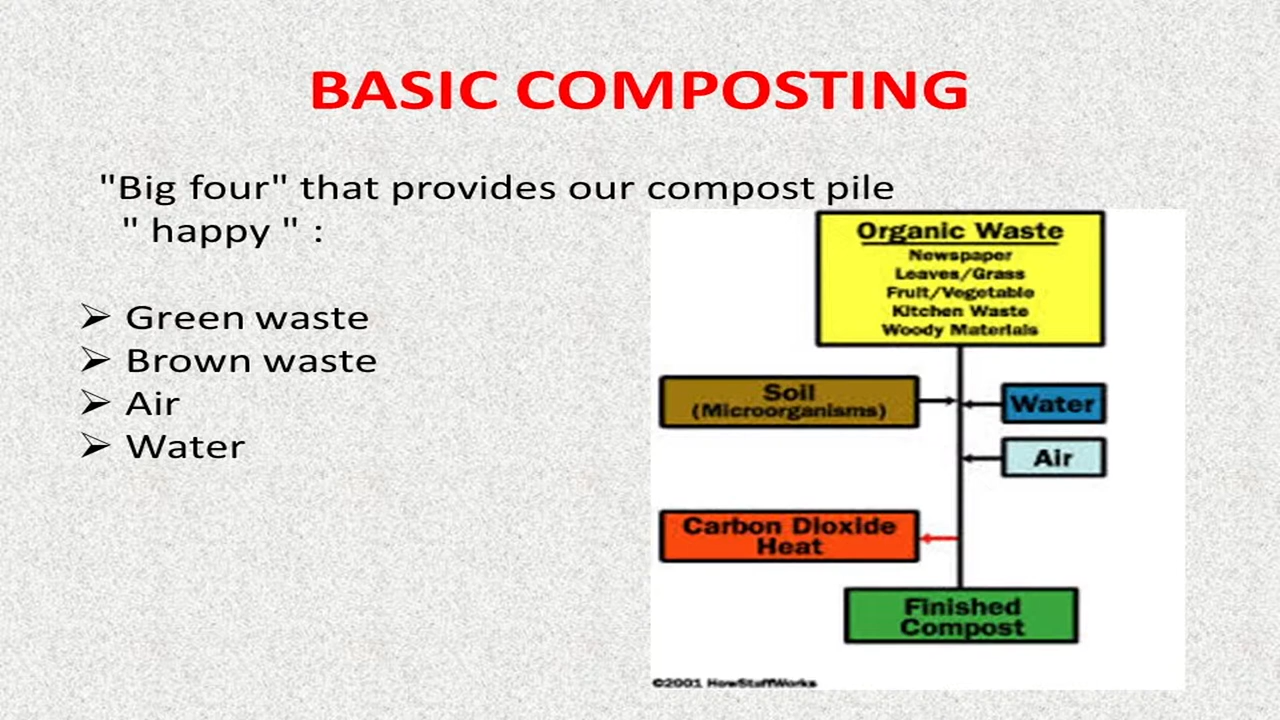 BASIC COMPOSTING
"Big four" that provides our compost pile
" happy " :
➢ Green waste
➢ Brown waste
➢ Air
➢ Water
Organic Waste
Newspaper
Leaves/Grass
Fruit/Vegetable
Kitchen Waste
Woody Materials
Soil
(Microorganisms)
Water
Air
Carbon Dioxide
Heat
Finished
Compost
©2001 HowStuffWorks